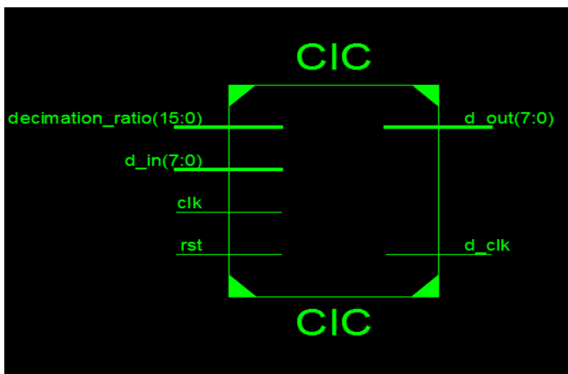 CIC
decimation_ratio(15:0)
d_out(7:0)
d_in(7:0)
clk
rst
d_clk
CIC